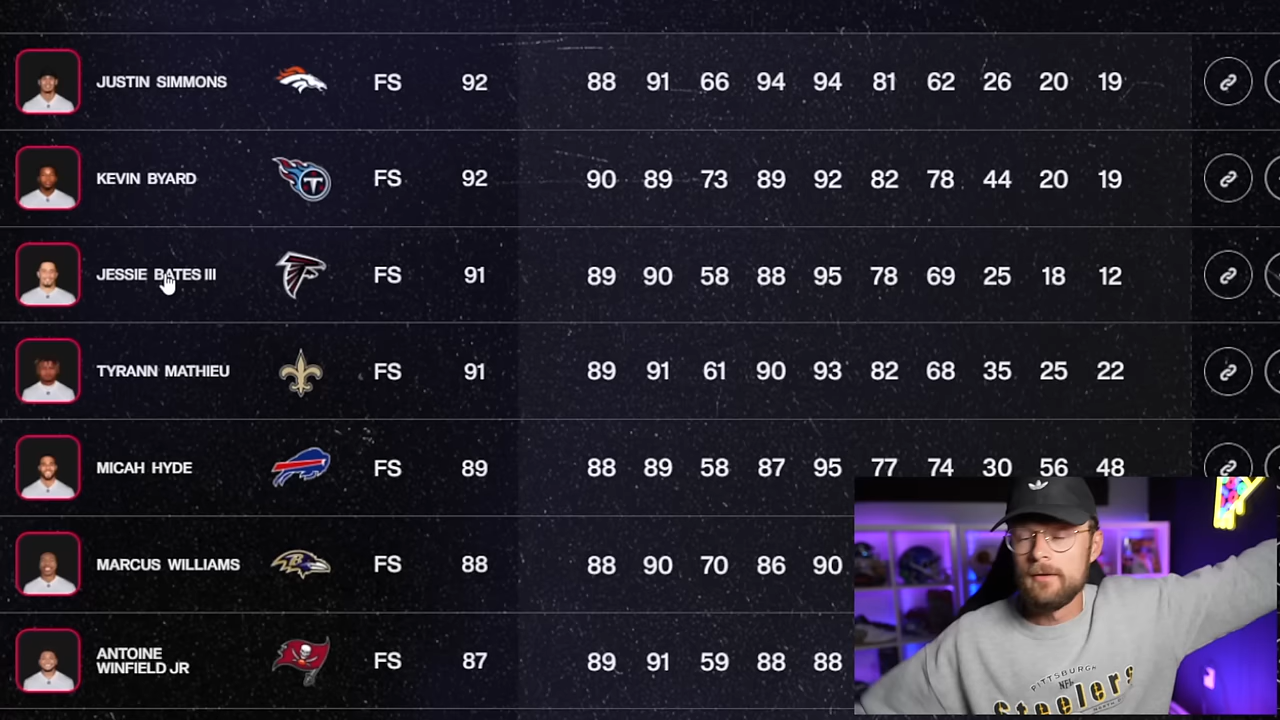 JUSTIN SIMMONS FS 92 88 91 66 94 94 81 62 26 20 19
KEVIN BYARD T FS 92 90 89 73 89 92 82 78 44 20 19
JESSIE BATES III FS 91 89 90 58 88 95 78 69 25 18 12
TYRANN MATHIEU FS 91 89 91 61 90 93 82 68 35 25 22
MICAH HYDE FS 89 88 89 58 87 95 77 74 30 56 48
MARCUS WILLIAMS FS 88 88 90 70 86 90
ANTOINE
WINFIELD JR FS 87 89 91 59 88 88
PITTSBURGH
NFL
Steelers